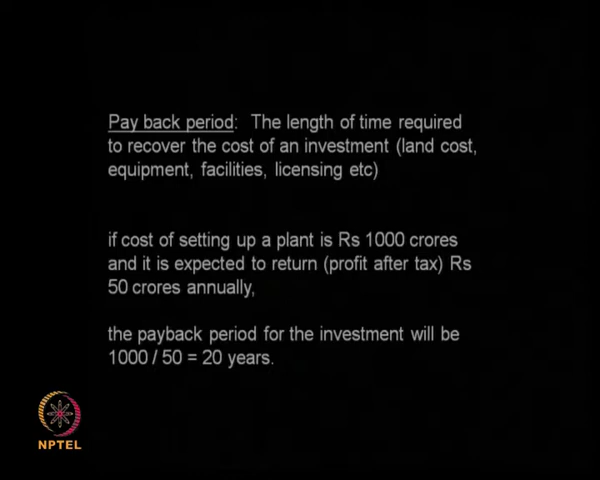 Pay back period: The length of time required
to recover the cost of an investment (land cost,
equipment, facilities, licensing etc)
if cost of setting up a plant is Rs 1000 crores
and it is expected to return (profit after tax) Rs
50 crores annually,
the payback period for the investment will be
1000 / 50 = 20 years.
NPTEL